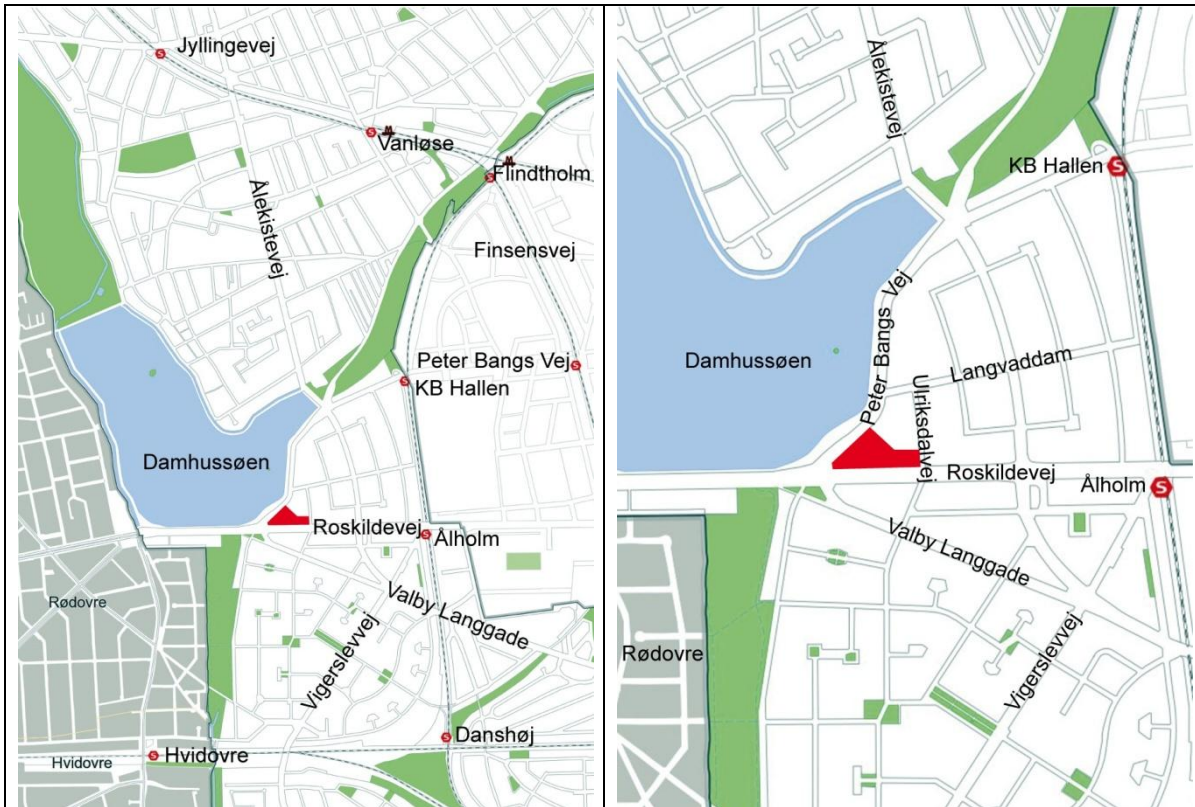 Jyllingevej
Vanløse
Flindtholm
Ålekistevej
Finsensvej
Peter Bangs Vej
KB Hallen
Damhussøen
Roskildevej
Ålholm
Rødovre
Valby Langgade
Vigerslevvej
Danshøj
Hvidovre
Hvidovre
Ålekistevej
KB Hallen
Peter Bangs Vej
Damhussøen
Langvaddam
Ulriksdalvej
Roskildevej
Ålholm
Valby Langgade
Rødovre
Vigerslevvej